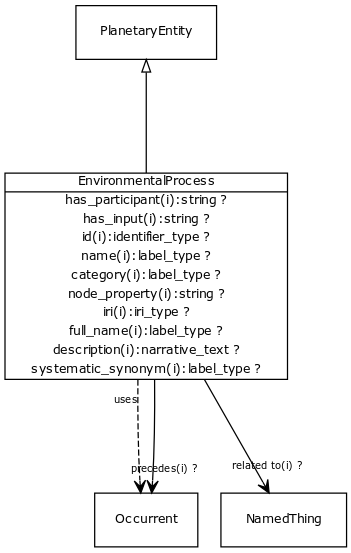 PlanetaryEntity
EnvironmentalProcess
has_participant(i):string ?
has_input(i):string ?
id(i):identifier_type ?
name(i):label_type ?
category(i):label_type ?
node_property(i):string ?
iri(i):iri_type ?
full_name(i):label_type ?
description(i):narrative_text ?
systematic_synonym(i):label_type ?
uses
precedes(i) ?
related to(i) ?
Occurrent
NamedThing